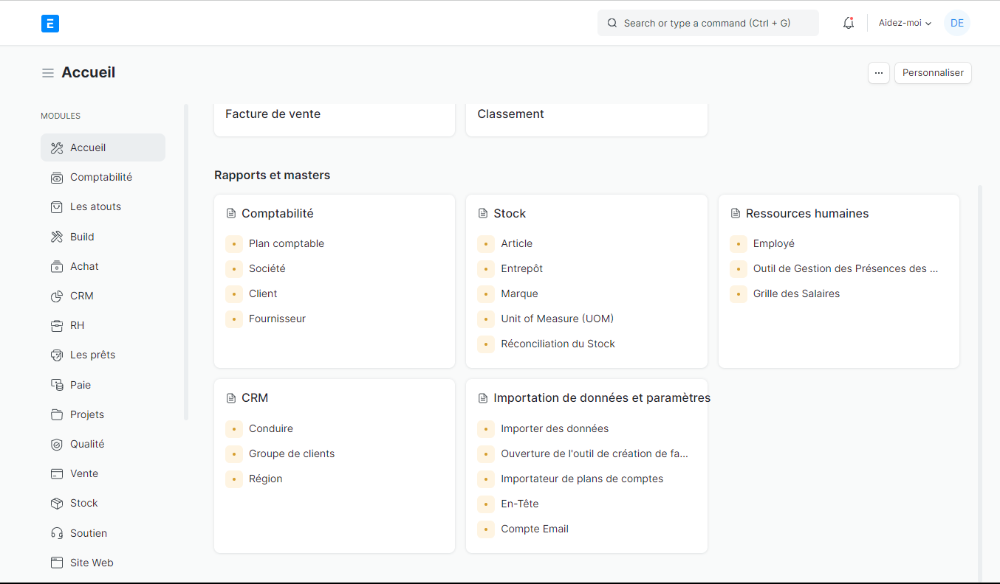 E
Search or type a command (Ctrl + G)
Aidez-moi
DE
Accueil
...
Personnaliser
MODULES
Accueil
Comptabilité
Les atouts
Build
Achat
CRM
RH
Les prêts
Paie
Projets
Qualité
Vente
Stock
Soutien
Site Web
Facture de vente
Classement
Rapports et masters
Comptabilité
Plan comptable
Société
Client
Fournisseur
Stock
Article
Entrepôt
Marque
Unit of Measure (UOM)
Réconciliation du Stock
Ressources humaines
Employé
Outil de Gestion des Présences des ...
Grille des Salaires
CRM
Conduire
Groupe de clients
Région
Importation de données et paramètres
Importer des données
Ouverture de l'outil de création de fa...
Importateur de plans de comptes
En-Tête
Compte Email